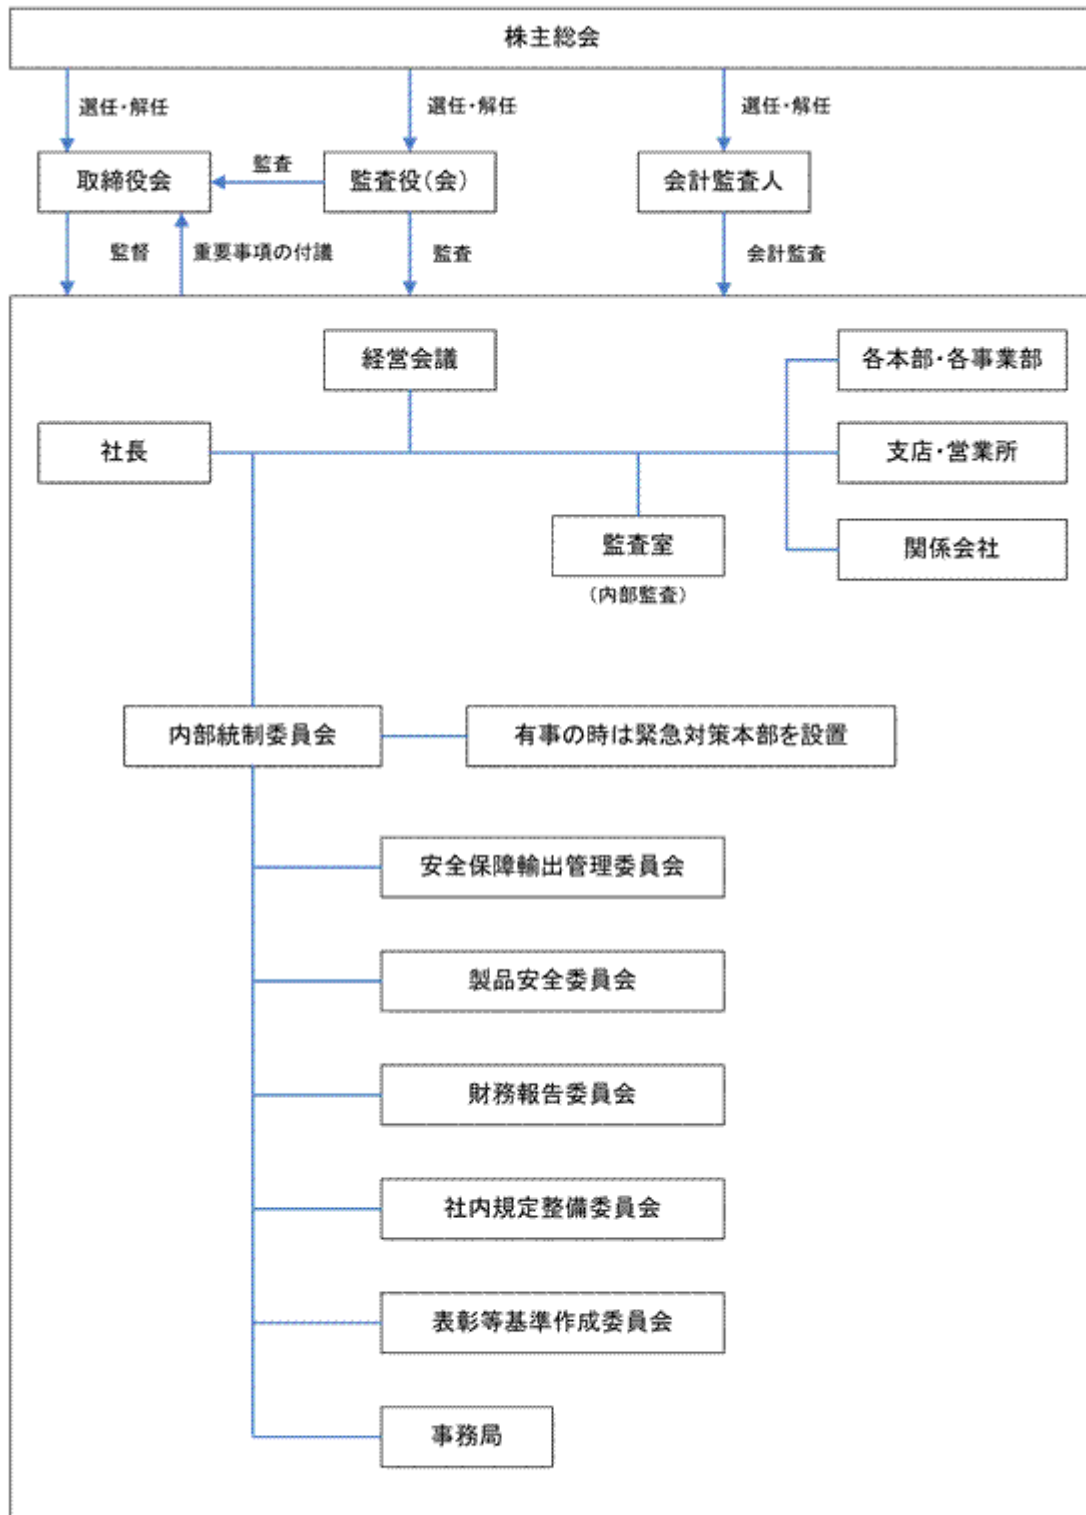 株主総会
選任・解任
選任・解任
選任・解任
取締役会
監査
監査役(会)
会計監査人
監督
重要事項の付議
監査
会計監査
経営会議
各本部・各事業部
社長
支店・営業所
監査室
(内部監査)
関係会社
内部統制委員会
有事の時は緊急対策本部を設置
安全保障輸出管理委員会
製品安全委員会
財務報告委員会
社内規定整備委員会
表彰等基準作成委員会
事務局